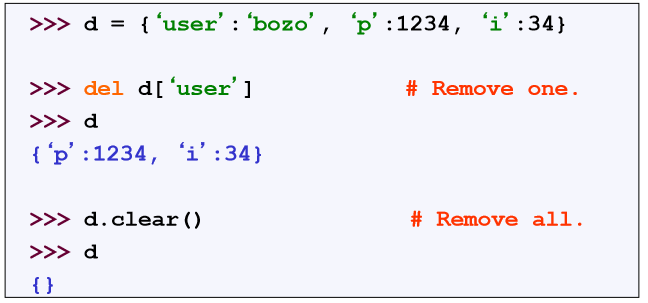 >>> d = {‘user’:‘bozo’, ‘p’:1234, ‘i’:34}
>>> del d[‘user’] # Remove one.
>>> d
{‘p’:1234, ‘i’:34}
>>> d.clear() # Remove all.
>>> d
{}